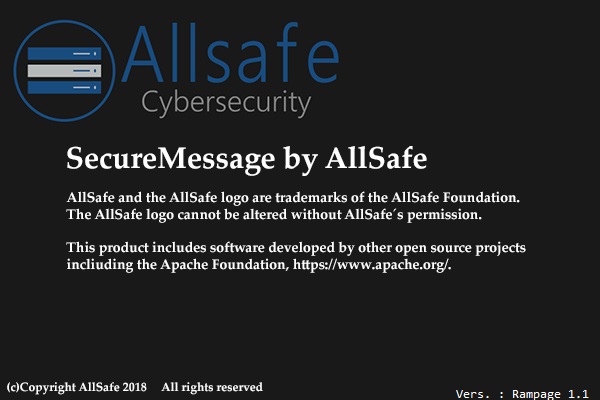 Allsafe
Cybersecurity
SecureMessage by AllSafe
AllSafe and the AllSafe logo are trademarks of the AllSafe Foundation.
The AllSafe logo cannot be altered without AllSafe´s permission.
This product includes software developed by other open source projects
incliuding the Apache Foundation, https://www.apache.org/.
(c)Copyright AllSafe 2018 All rights reserved
Vers. : Rampage 1.1